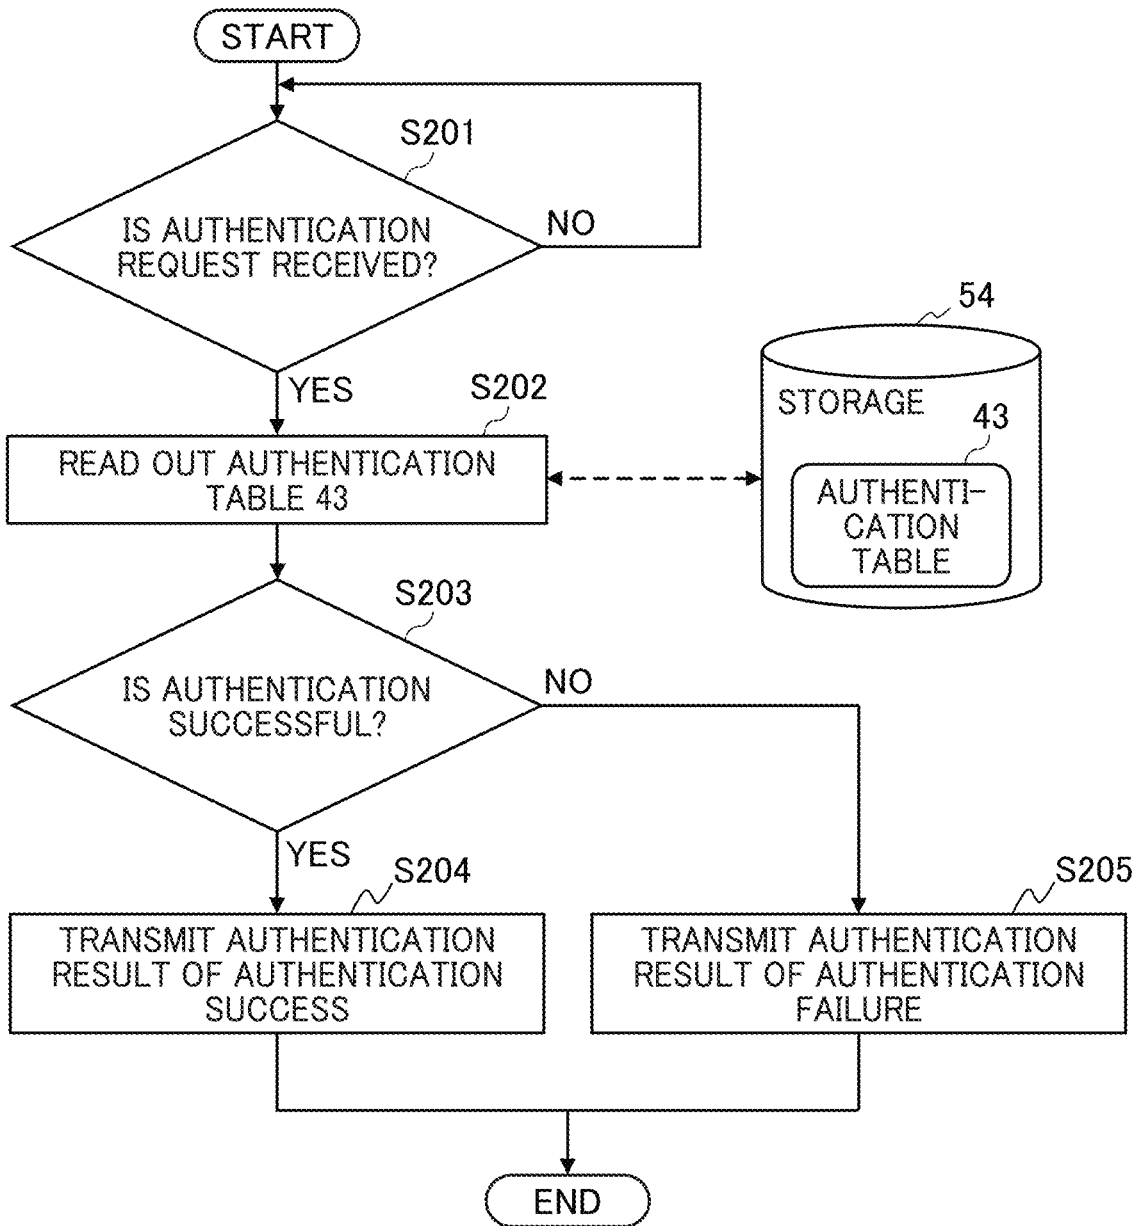 START
S201
IS AUTHENTICATION
REQUEST RECEIVED?
NO
YES
S202
READ OUT AUTHENTICATION
TABLE 43
54
STORAGE
43
AUTHENTI-
CATION
TABLE
S203
IS AUTHENTICATION
SUCCESSFUL?
NO
YES
S204
TRANSMIT AUTHENTICATION
RESULT OF AUTHENTICATION
SUCCESS
S205
TRANSMIT AUTHENTICATION
RESULT OF AUTHENTICATION
FAILURE
END